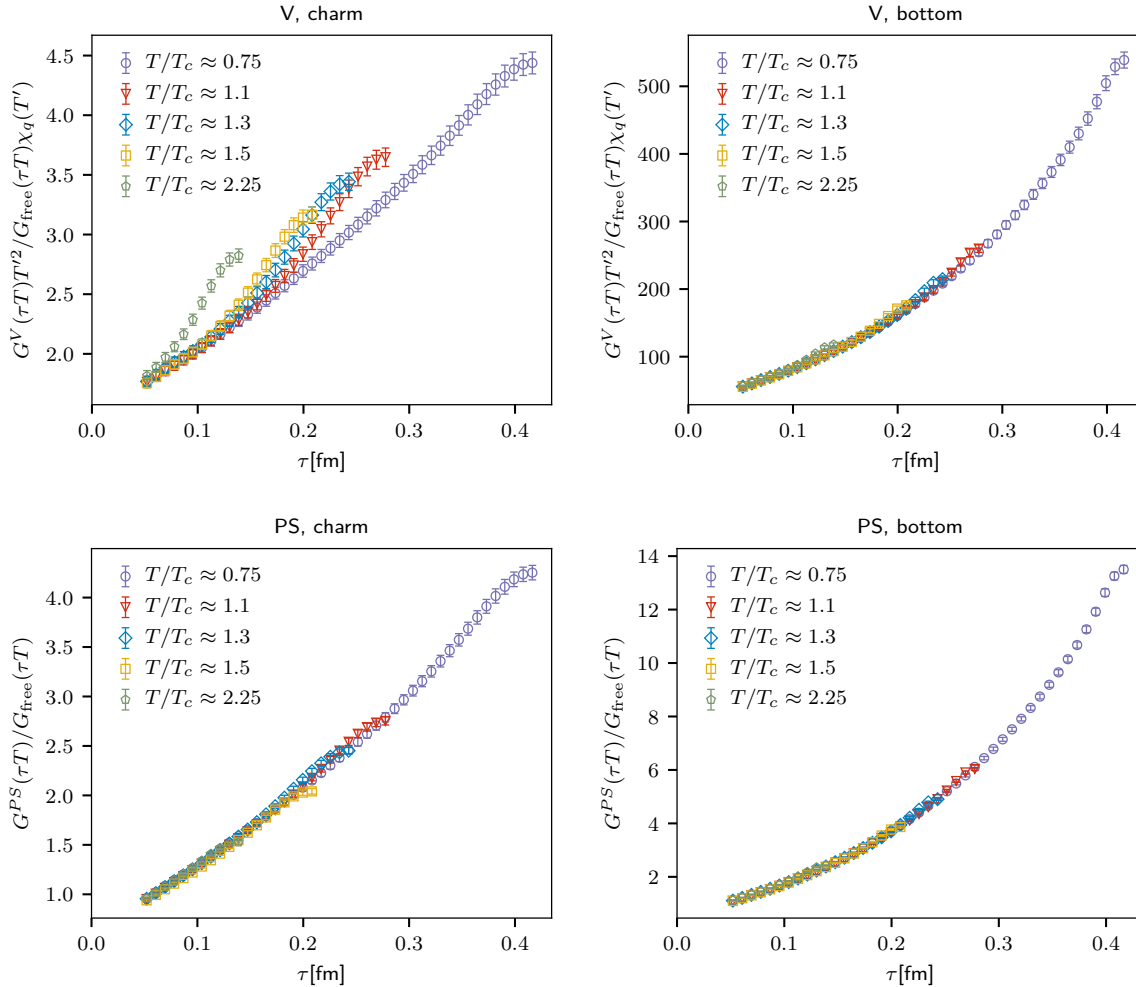 V, charm
G^V(τT)T′²/G_free(τT)χ_q(T′)
4.5
4.0
3.5
3.0
2.5
2.0
T/T_c ≈ 0.75
T/T_c ≈ 1.1
T/T_c ≈ 1.3
T/T_c ≈ 1.5
T/T_c ≈ 2.25
0.0 0.1 0.2 0.3 0.4
τ[fm]
V, bottom
G^V(τT)T′²/G_free(τT)χ_q(T′)
500
400
300
200
100
T/T_c ≈ 0.75
T/T_c ≈ 1.1
T/T_c ≈ 1.3
T/T_c ≈ 1.5
T/T_c ≈ 2.25
0.0 0.1 0.2 0.3 0.4
τ[fm]
PS, charm
G^{PS}(τT)/G_free(τT)
4.0
3.5
3.0
2.5
2.0
1.5
1.0
T/T_c ≈ 0.75
T/T_c ≈ 1.1
T/T_c ≈ 1.3
T/T_c ≈ 1.5
T/T_c ≈ 2.25
0.0 0.1 0.2 0.3 0.4
τ[fm]
PS, bottom
G^{PS}(τT)/G_free(τT)
14
12
10
8
6
4
2
T/T_c ≈ 0.75
T/T_c ≈ 1.1
T/T_c ≈ 1.3
T/T_c ≈ 1.5
T/T_c ≈ 2.25
0.0 0.1 0.2 0.3 0.4
τ[fm]